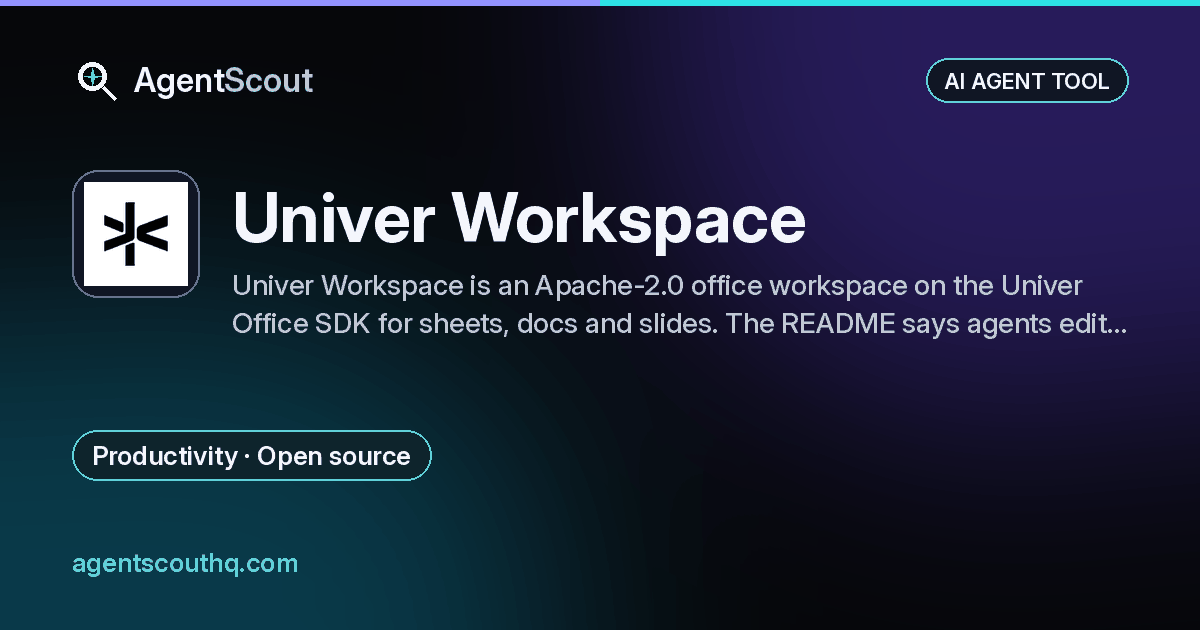 AgentScout
AI AGENT TOOL
Univer Workspace
Univer Workspace is an Apache-2.0 office workspace on the Univer
Office SDK for sheets, docs and slides. The README says agents edit...
Productivity · Open source
agentscouthq.com